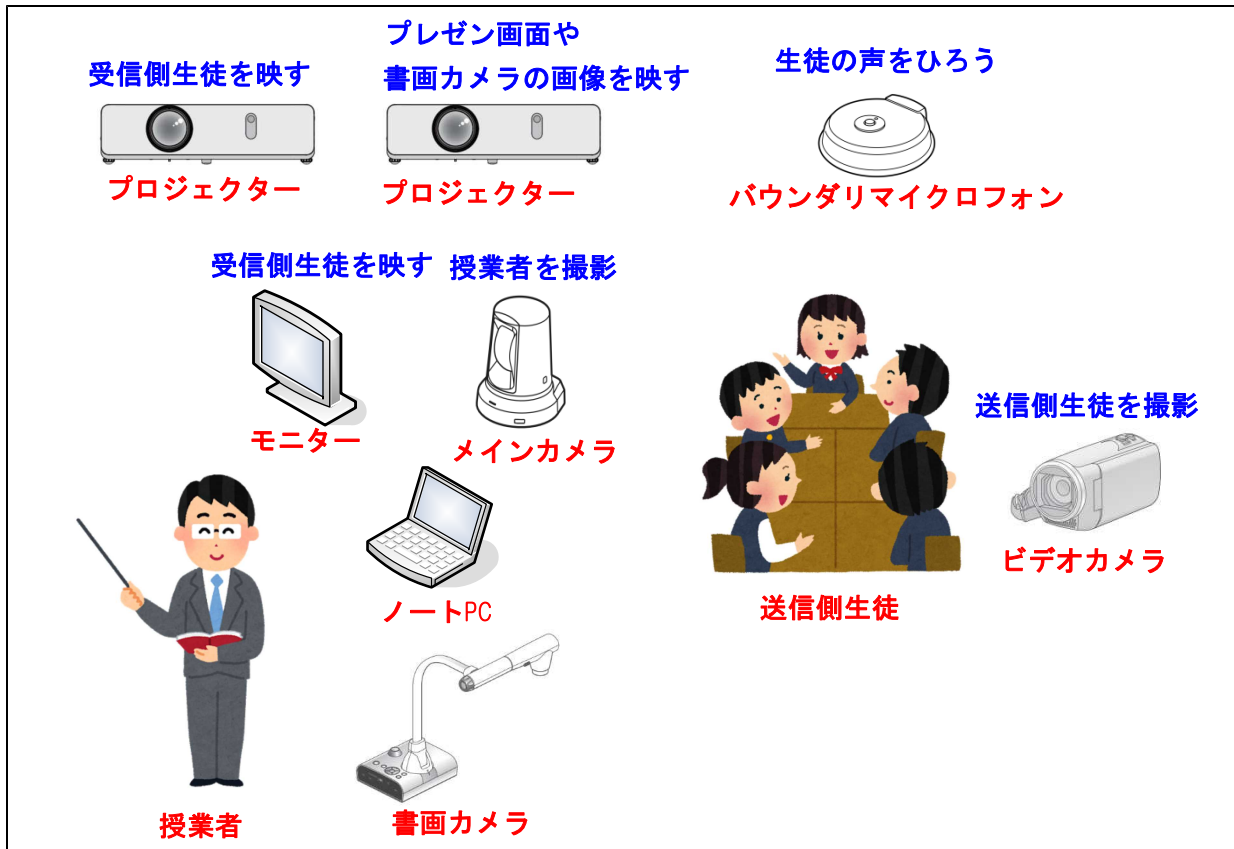 プレゼン画面や
受信側生徒を映す
書画カメラの画像を映す
生徒の声をひろう
プロジェクター
プロジェクター
バウンダリマイクロフォン
受信側生徒を映す
授業者を撮影
モニター
メインカメラ
送信側生徒を撮影
ビデオカメラ
ノートPC
送信側生徒
授業者
書画カメラ